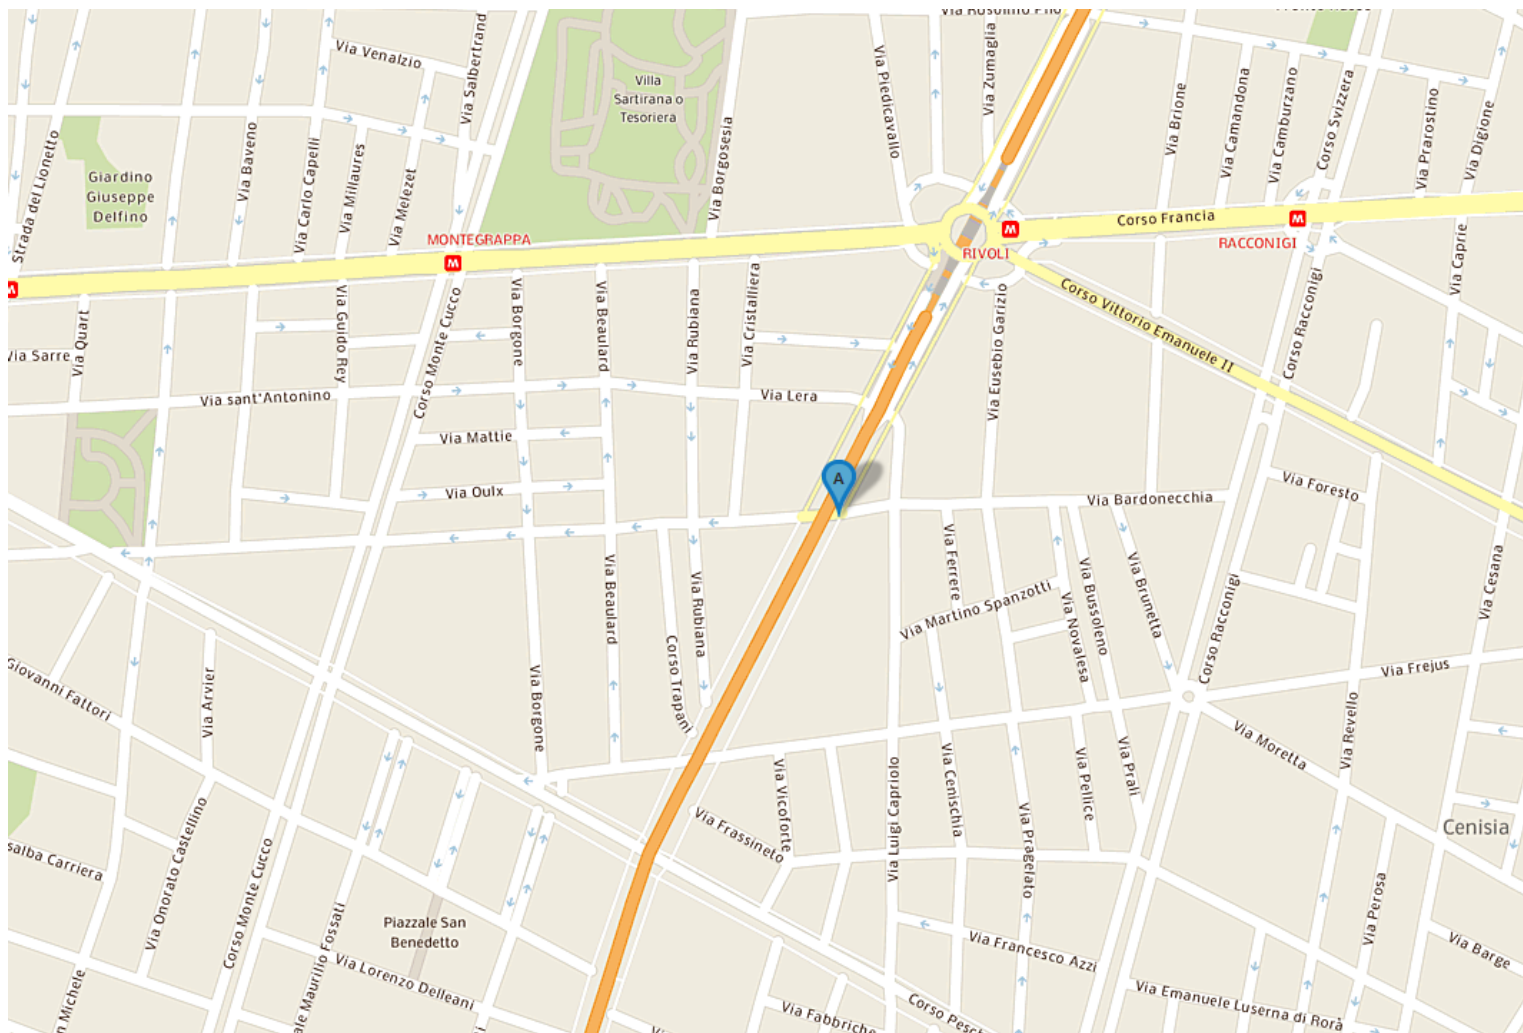 Via Venalzio
Via Salbertrand
Villa
Sartirana o
Tesoriera
Via Piedicavallo
Via Zumaglia
Via Brione
Via Camandona
Via Camburzano
Corso Svizzera
Via Prarostino
Via Digione
Strada del Lionetto
Giardino
Giuseppe
Delfino
Via Baveno
Via Carlo Capelli
Via Millaures
Via Melezet
Via Borgosesia
MONTEGRAPPA
M
M
M
M
RIVOLI
Corso Francia
RACCONIGI
Via Caprie
Corso Vittorio Emanuele II
Via Sarre
Via Quart
Via Guido Rey
Corso Monte Cucco
Via Borgone
Via Beaulard
Via Rubiana
Via Cristalliera
Via Eusebio Garizio
Corso Racconigi
Via sant'Antonino
Via Lera
Via Mattie
Via Oulx
A
Via Bardonecchia
Via Foresto
Via Ferrere
Via Martino Spanzotti
Via Novalesa
Via Bussoleno
Via Brunetta
Corso Racconigi
Via Cesana
Via Beaulard
Via Rubiana
Corso Trapani
Via Borgone
Giovanni Fattori
Via Arvier
Via Frejus
Via Moretta
Via Revello
Via Vicoforte
Via Frassineto
Via Luigi Capriolo
Via Cenischia
Via Pragelato
Via Pellice
Via Prali
Cenisia
salba Carriera
Via Onorato Castellino
Corso Monte Cucco
ale Maurilio Fossati
Piazzale San
Benedetto
Via Lorenzo Delleani
n Michele
Via Francesco Azzi
Via Perosa
Via Barge
Via Emanuele Luserna di Rorà
Corso Pesch
Via Fabbriche